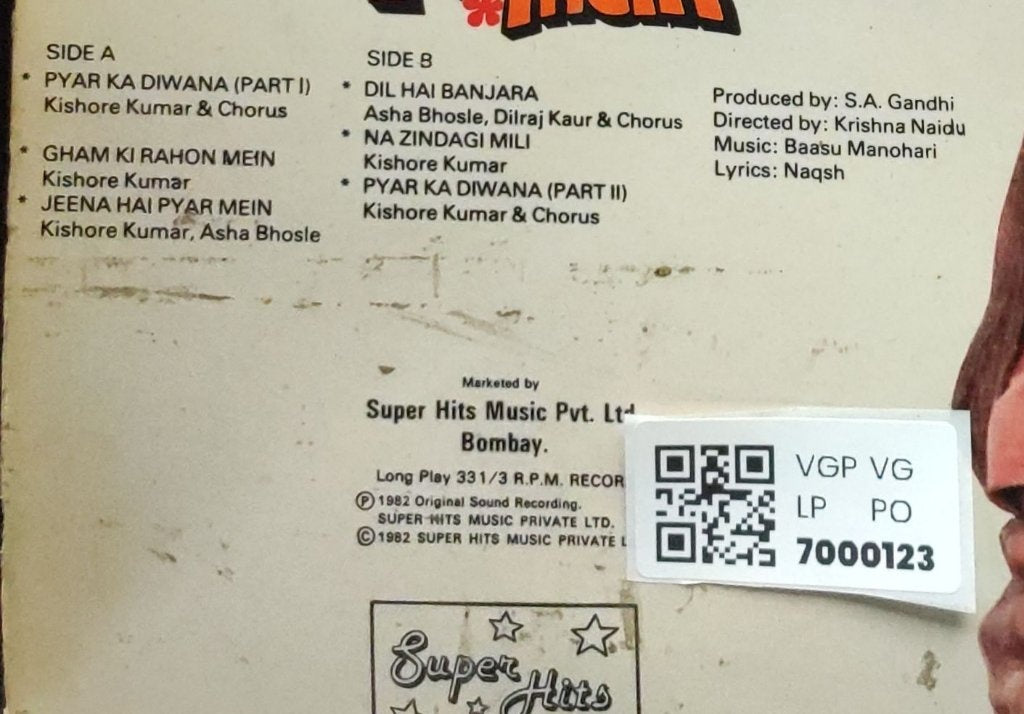 SIDE A
* PYAR KA DIWANA (PART I)
Kishore Kumar & Chorus
* GHAM KI RAHON MEIN
Kishore Kumar
* JEENA HAI PYAR MEIN
Kishore Kumar, Asha Bhosle
SIDE B
* DIL HAI BANJARA
Asha Bhosle, Dilraj Kaur & Chorus
* NA ZINDAGI MILI
Kishore Kumar
* PYAR KA DIWANA (PART II)
Kishore Kumar & Chorus
Produced by: S.A. Gandhi
Directed by: Krishna Naidu
Music: Baasu Manohari
Lyrics: Naqsh
Marketed by
Super Hits Music Pvt. Ltd
Bombay.
Long Play 33 1/3 R.P.M. RECOR
Ⓟ 1982 Original Sound Recording.
SUPER HITS MUSIC PRIVATE LTD.
© 1982 SUPER HITS MUSIC PRIVATE L
VGP VG
LP PO
7000123
Super
Hits